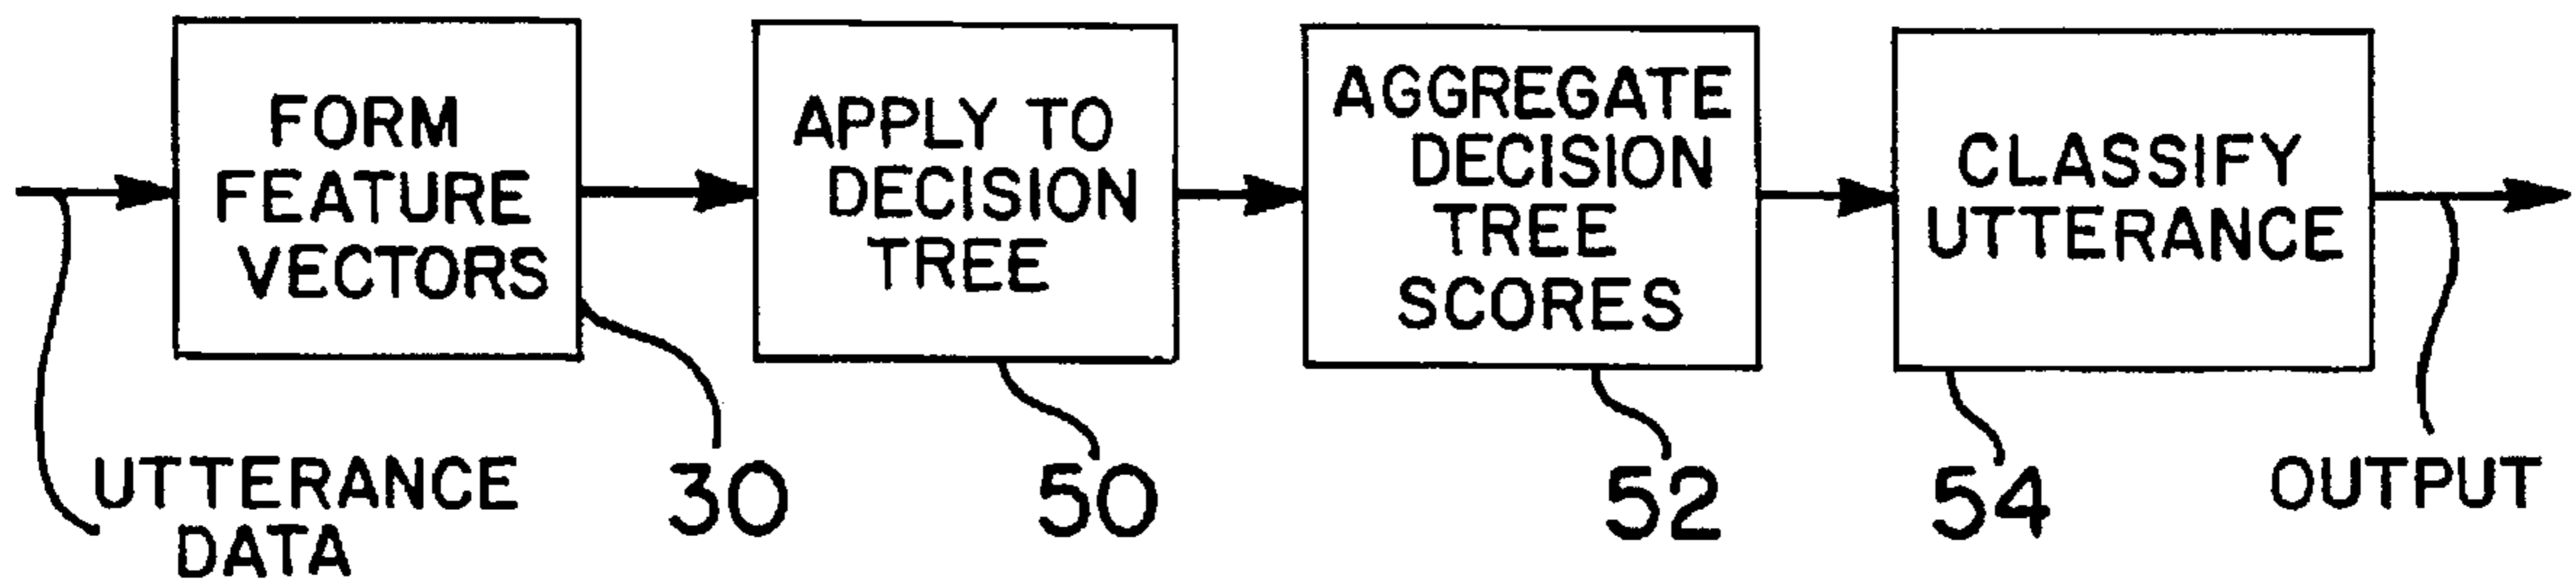 FORM
FEATURE
VECTORS
APPLY TO
DECISION
TREE
AGGREGATE
DECISION
TREE
SCORES
CLASSIFY
UTTERANCE
UTTERANCE
DATA
30
50
52
54
OUTPUT